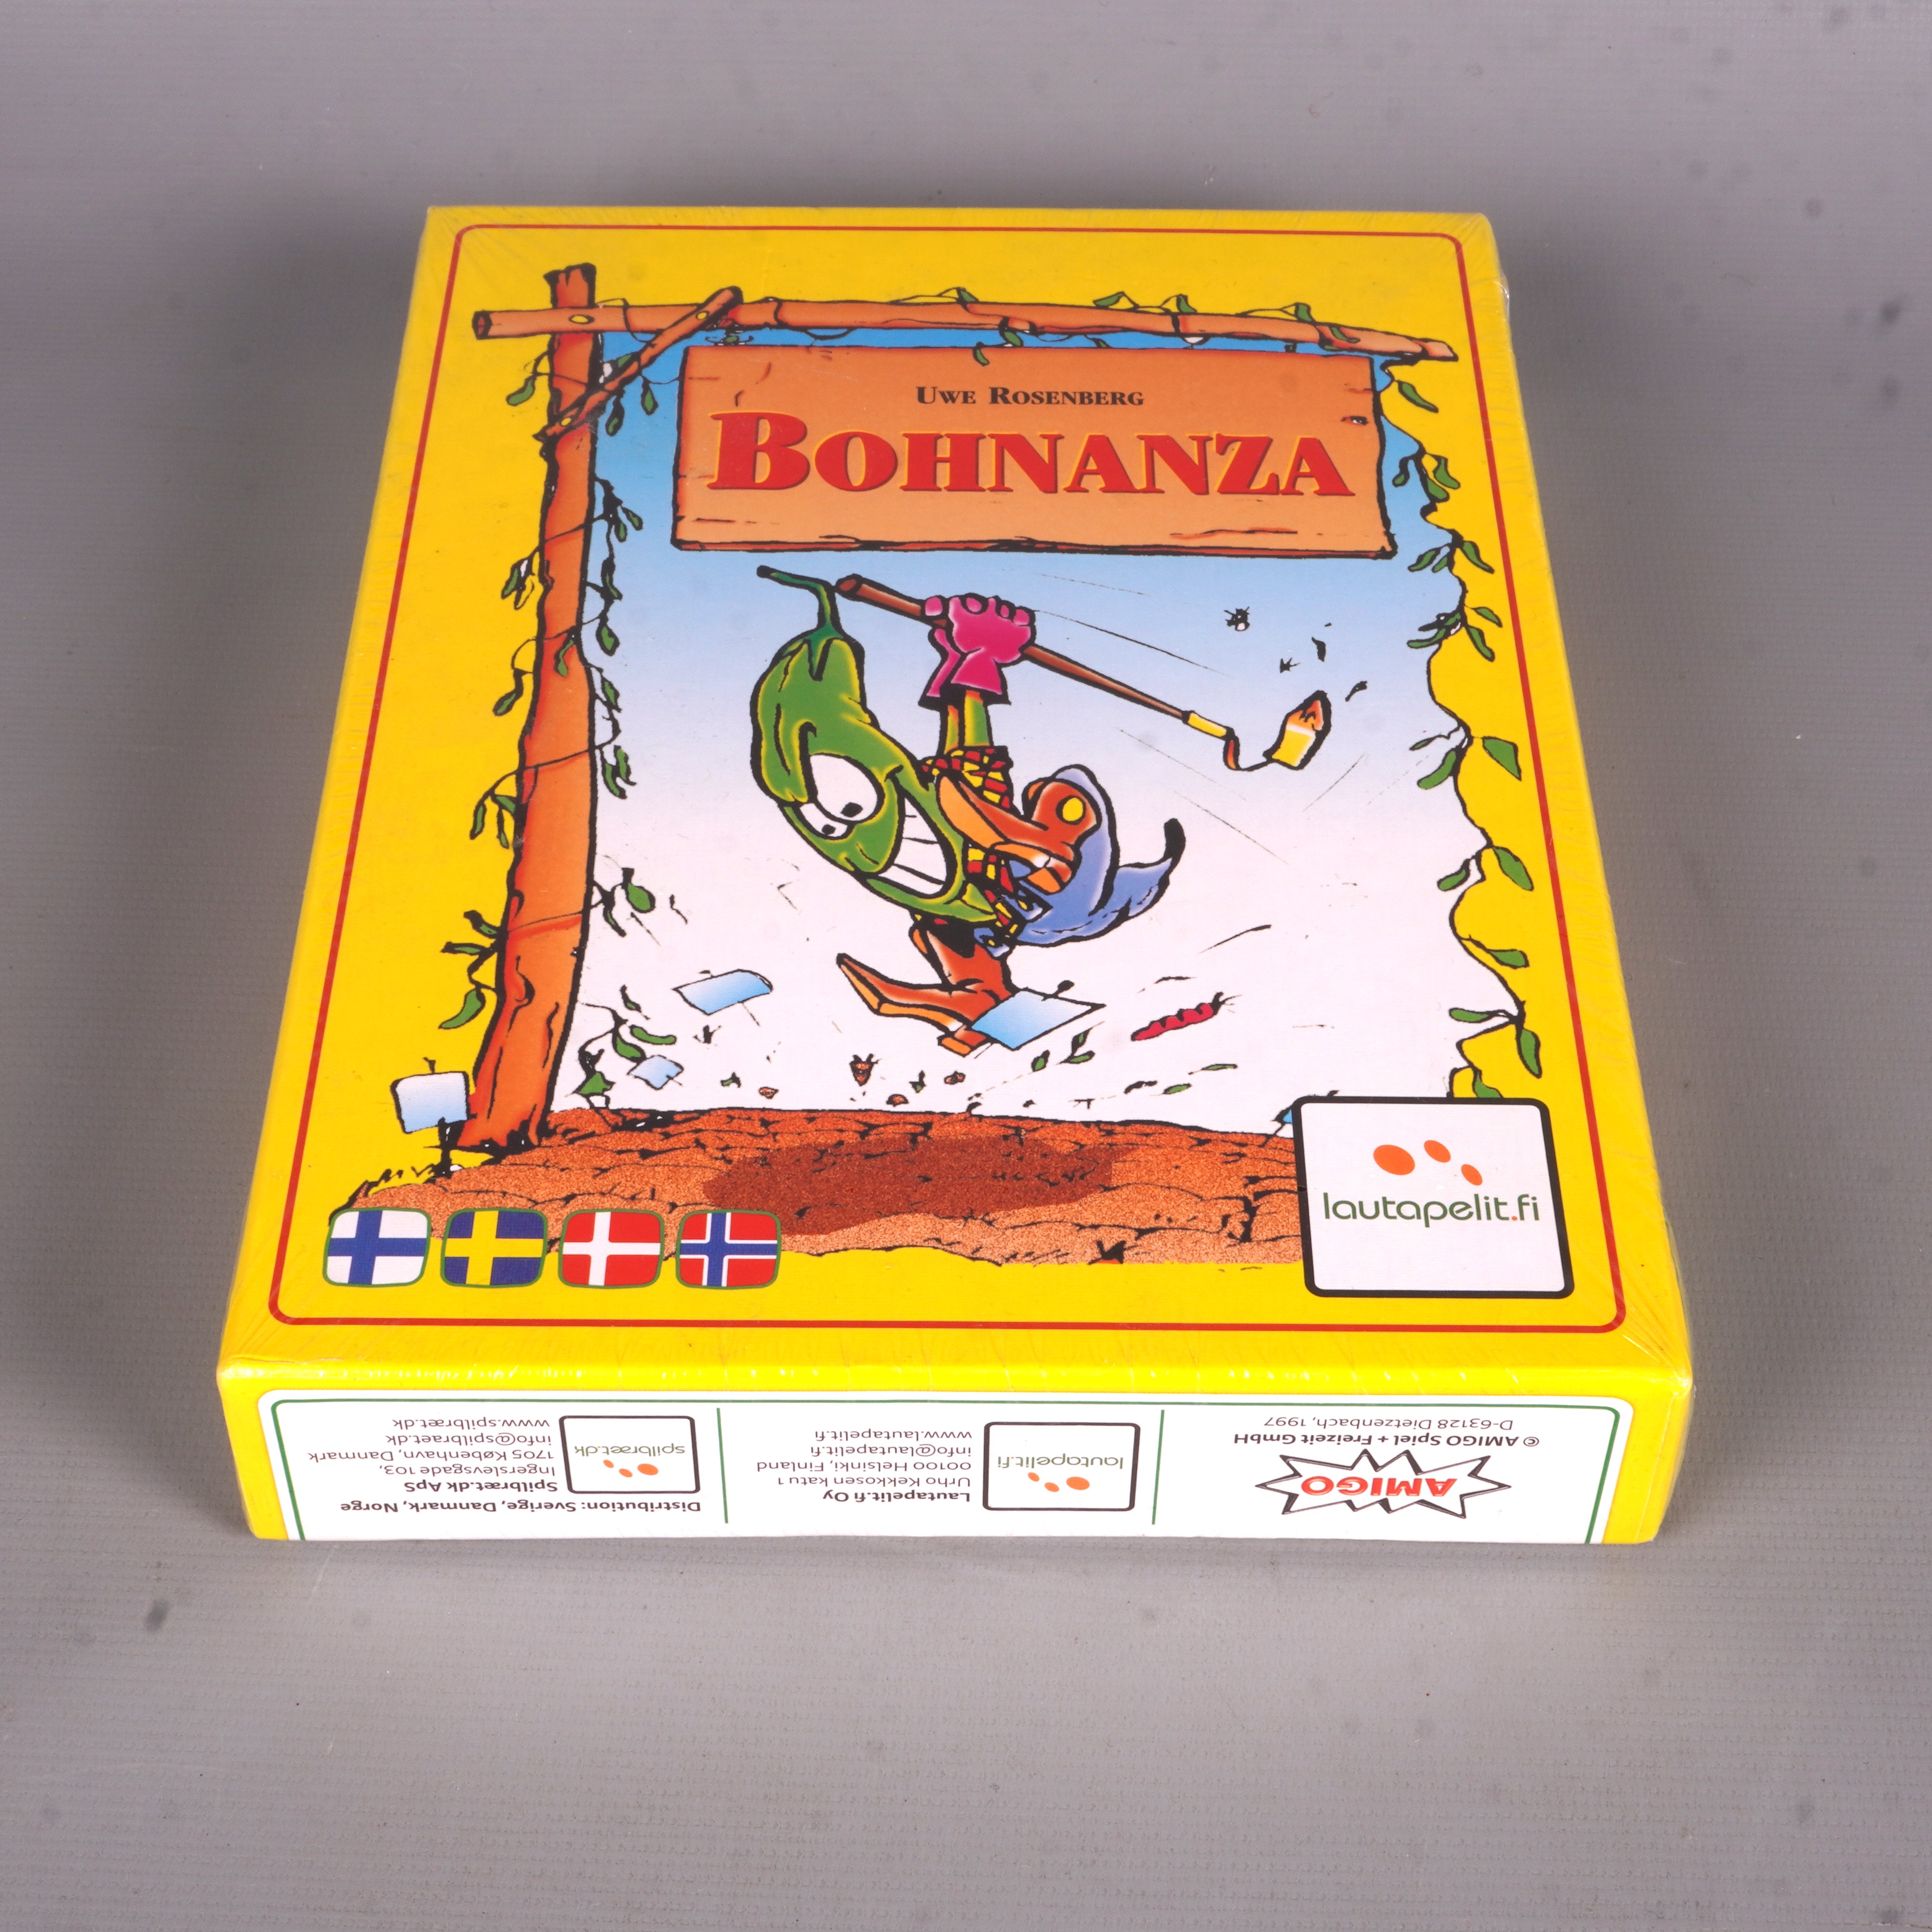 UWE ROSENBERG
BOHNANZA
lautapelit.fi
AMIGO
© AMIGO Spiel + Freizeit GmbH
D-63128 Dietzenbach, 1997
lautapelit.fi
Lautapelit.fi Oy
Urho Kekkosen katu 1
00100 Helsinki, Finland
info@lautapelit.fi
www.lautapelit.fi
Distribution: Sverige, Danmark, Norge
spilbræt.dk
Spilbræt.dk ApS
Ingerslevsgade 103,
1705 København, Danmark
info@spilbraet.dk
www.spilbræt.dk